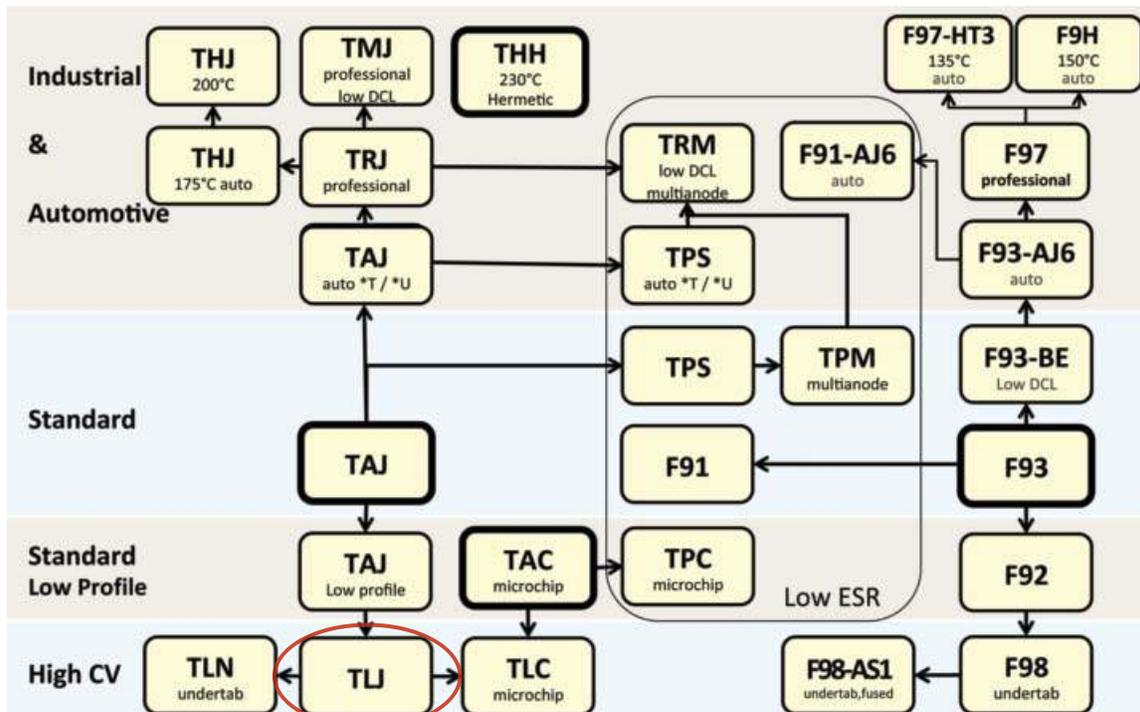 Industrial
&
Automotive
THJ
200°C
TMJ
professional
low DCL
THH
230°C
Hermetic
F97-HT3
135°C
auto
F9H
150°C
auto
THJ
175°C auto
TRJ
professional
TRM
low DCL
multianode
F91-AJ6
auto
F97
professional
TAJ
auto *T / *U
TPS
auto *T / *U
F93-AJ6
auto
Standard
TPS
TPM
multianode
F93-BE
Low DCL
TAJ
F91
F93
Standard
Low Profile
TAJ
Low profile
TAC
microchip
TPC
microchip
Low ESR
F92
High CV
TLN
undertab
TLJ
TLC
microchip
F98-AS1
undertab,fused
F98
undertab